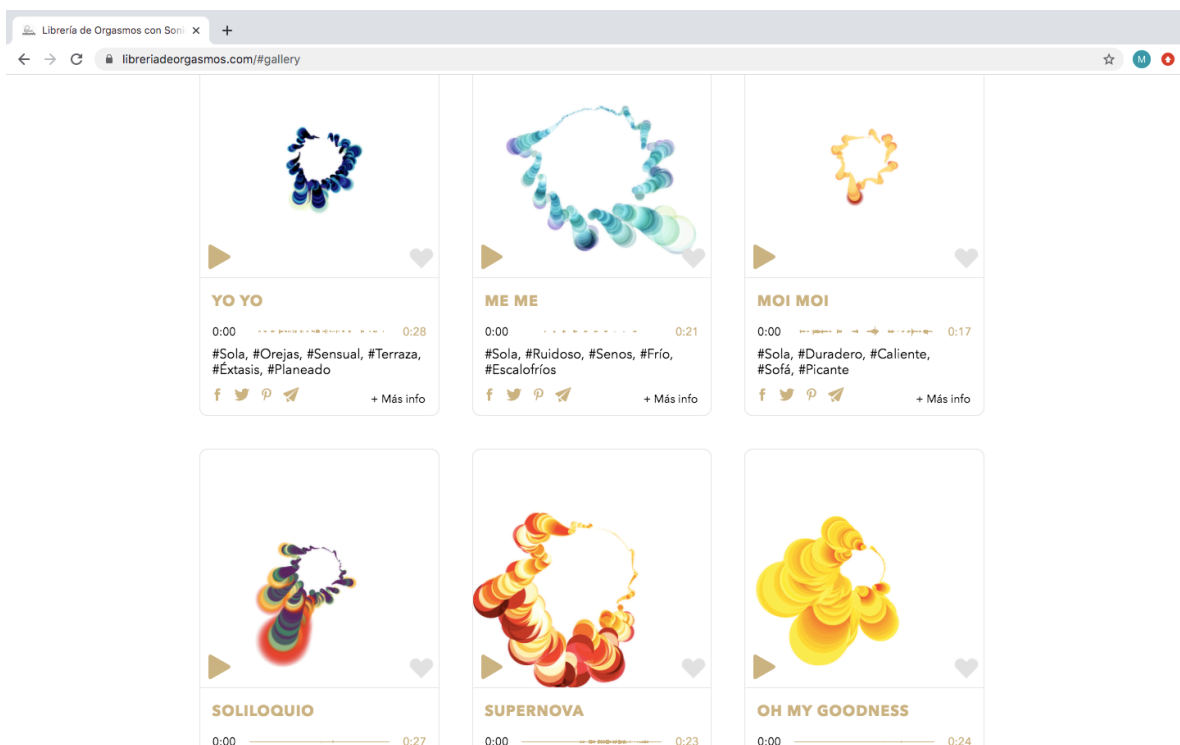 Librería de Orgasmos con Soni
libreriadeorgasmos.com/#gallery
M
YO YO
0:00 0:28
#Sola, #Orejas, #Sensual, #Terraza,
#Éxtasis, #Planeado
+ Más info
ME ME
0:00 0:21
#Sola, #Ruidoso, #Senos, #Frío,
#Escalofríos
+ Más info
MOI MOI
0:00 0:17
#Sola, #Duradero, #Caliente,
#Sofá, #Picante
+ Más info
SOLILOQUIO
0:00 0:27
SUPERNOVA
0:00 0:23
OH MY GOODNESS
0:00 0:24